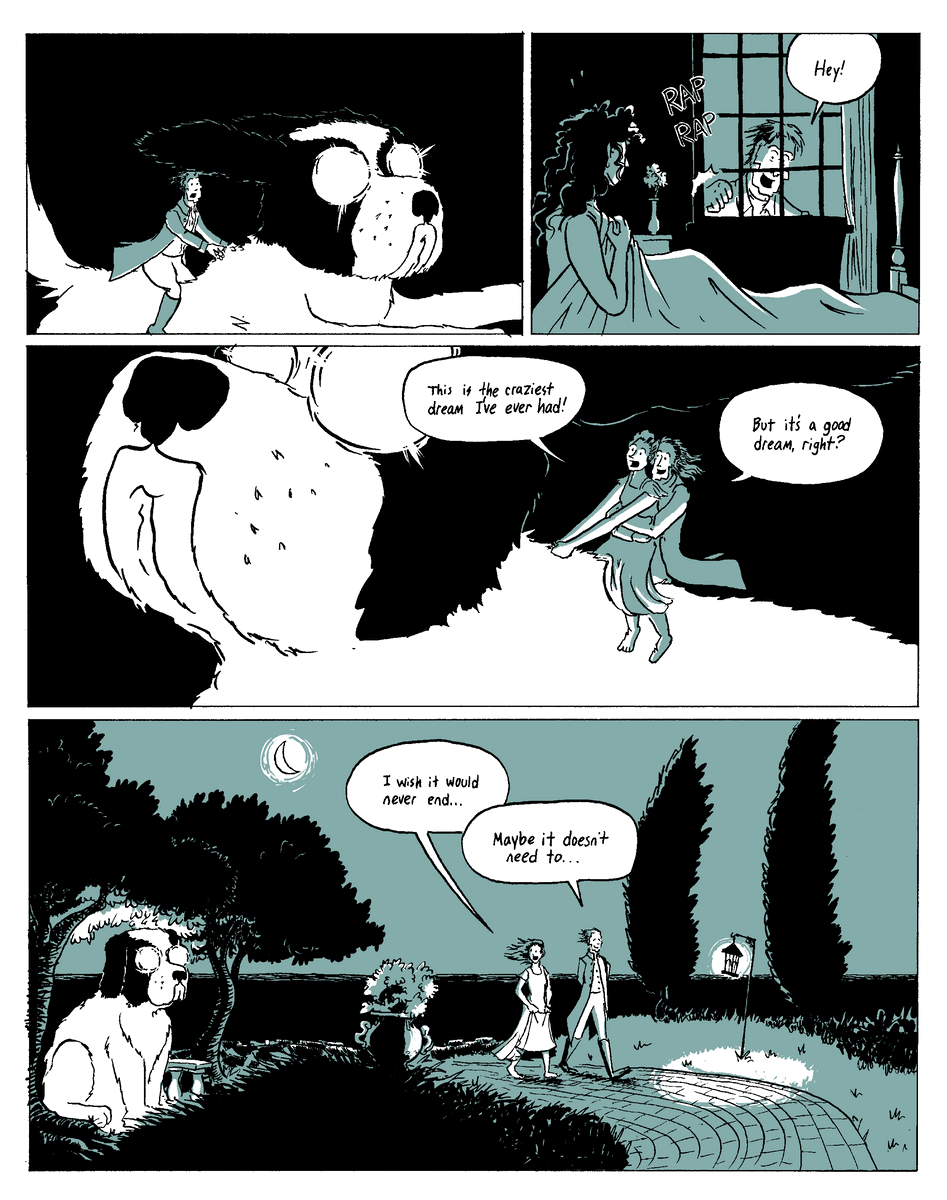 RAP
RAP
Hey!
This is the craziest
dream I've ever had!
But it's a good
dream, right?
I wish it would
never end...
Maybe it doesn't
need to...